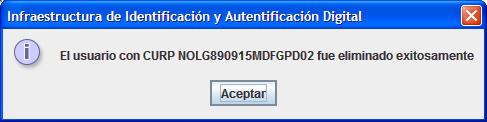 Infraestructura de Identificación y Autentificación Digital
El usuario con CURP NOLG890915MDFGPD02 fue eliminado exitosamente
Aceptar